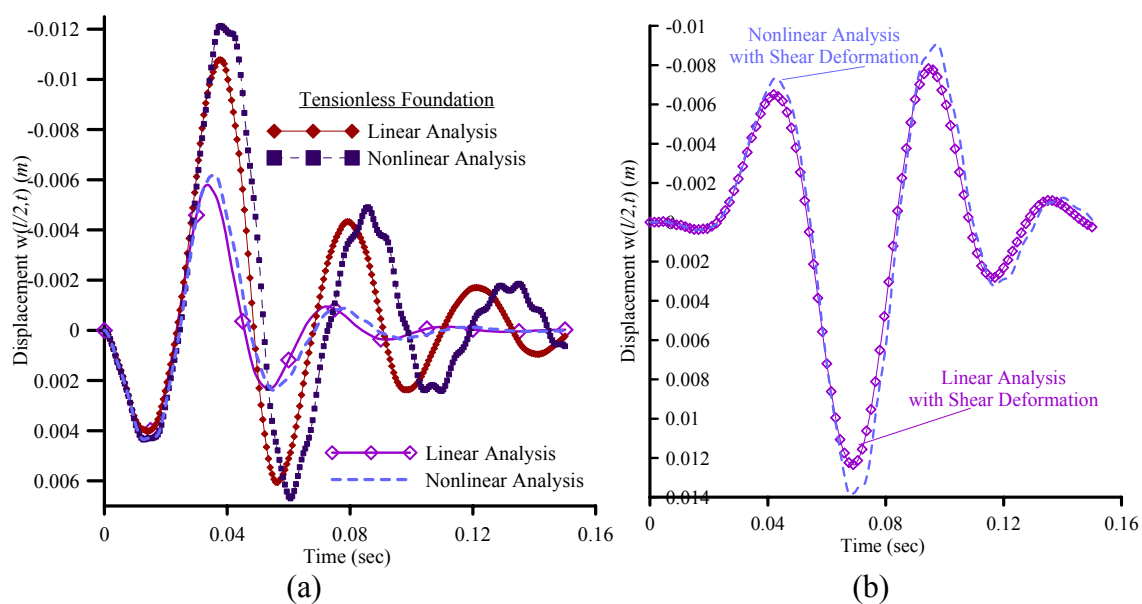 -0.012
-0.01
-0.008
-0.006
-0.004
-0.002
0
0.002
0.004
0.006
Displacement w(l/2,t) (m)
Tensionless Foundation
Linear Analysis
Nonlinear Analysis
Linear Analysis
Nonlinear Analysis
0 0.04 0.08 0.12 0.16
Time (sec)
(a)
-0.01
-0.008
-0.006
-0.004
-0.002
0
0.002
0.004
0.006
0.008
0.01
0.012
0.014
Displacement w(l/2,t) (m)
Nonlinear Analysis
with Shear Deformation
Linear Analysis
with Shear Deformation
0 0.04 0.08 0.12 0.16
Time (sec)
(b)